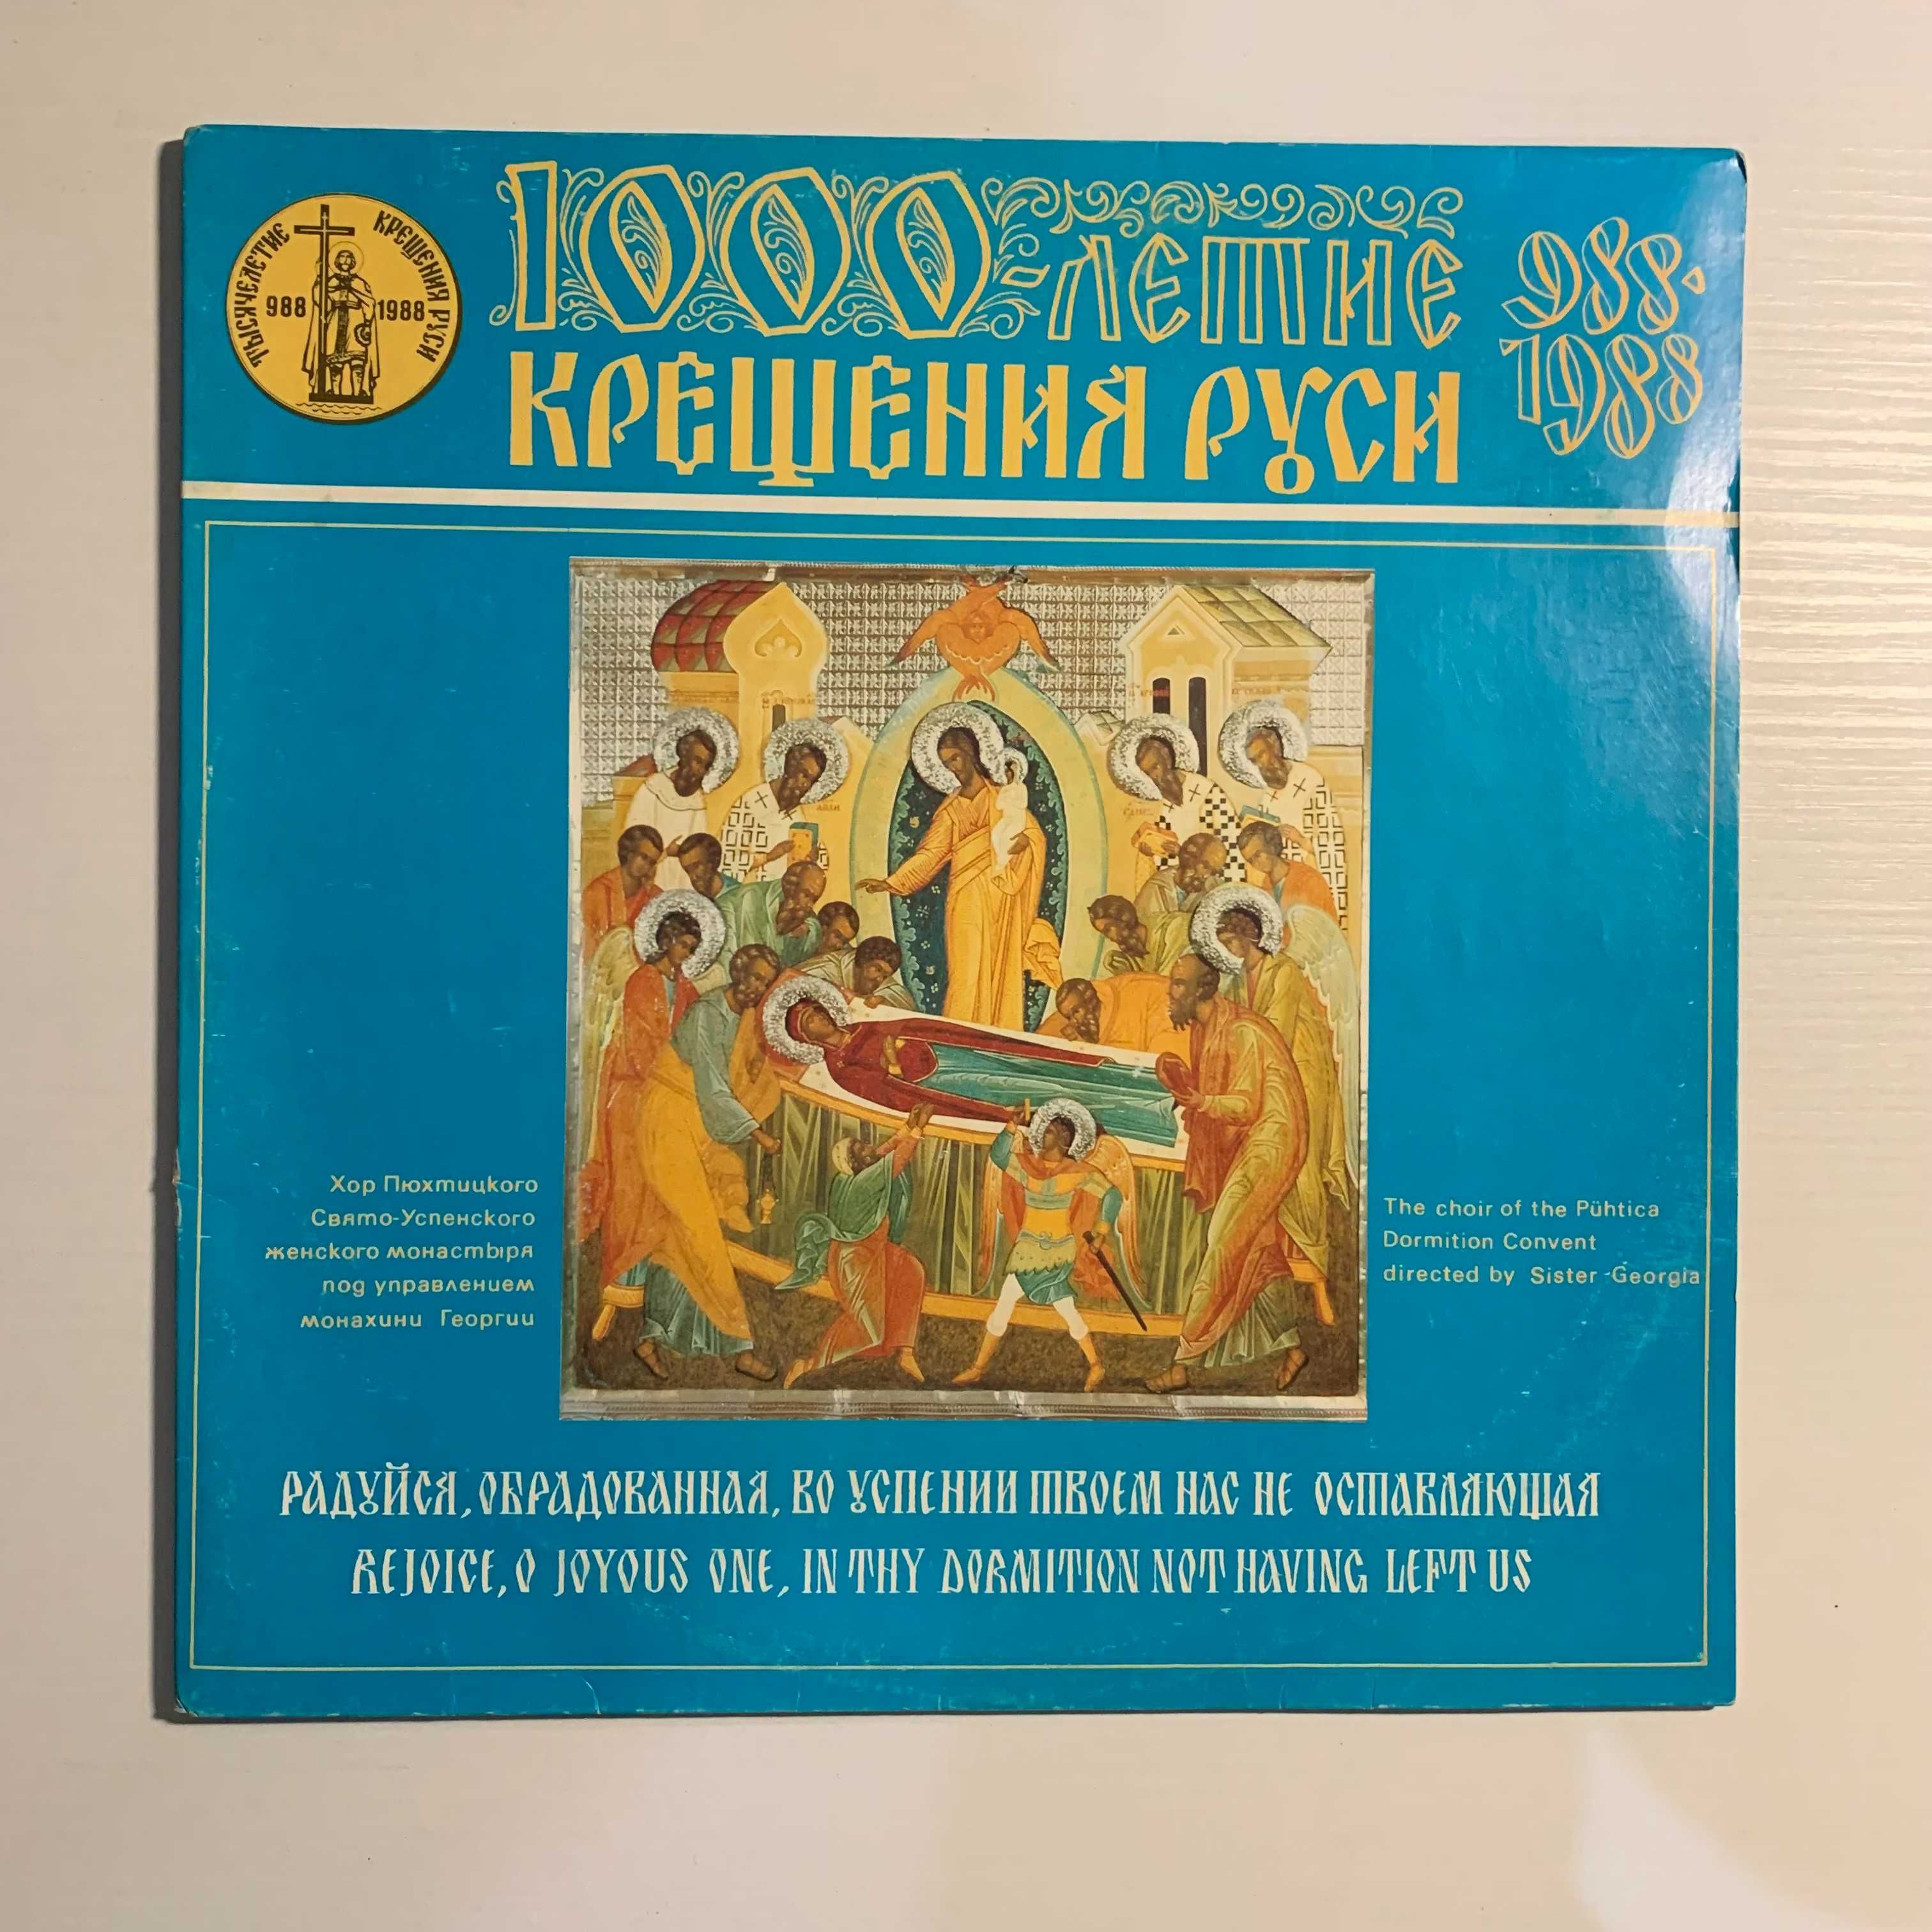 ТЫСЯЧЕЛЕТИЕ КРЕЩЕНИЯ РУСИ
988 1988
1000-ЛЕТИЕ
КРЕЩЕНИЯ РУСИ
988-
1988
Хор Пюхтицкого
Свято-Успенского
женского монастыря
под управлением
монахини Георгии
The choir of the Pühtica
Dormition Convent
directed by Sister Georgia
РАДУЙСЯ, ОБРАДОВАННАЯ, ВО УСПЕНИИ ТВОЕМ НАС НЕ ОСТАВЛЯЮЩАЯ
REJOICE, O JOYOUS ONE, IN THY DORMITION NOT HAVING LEFT US